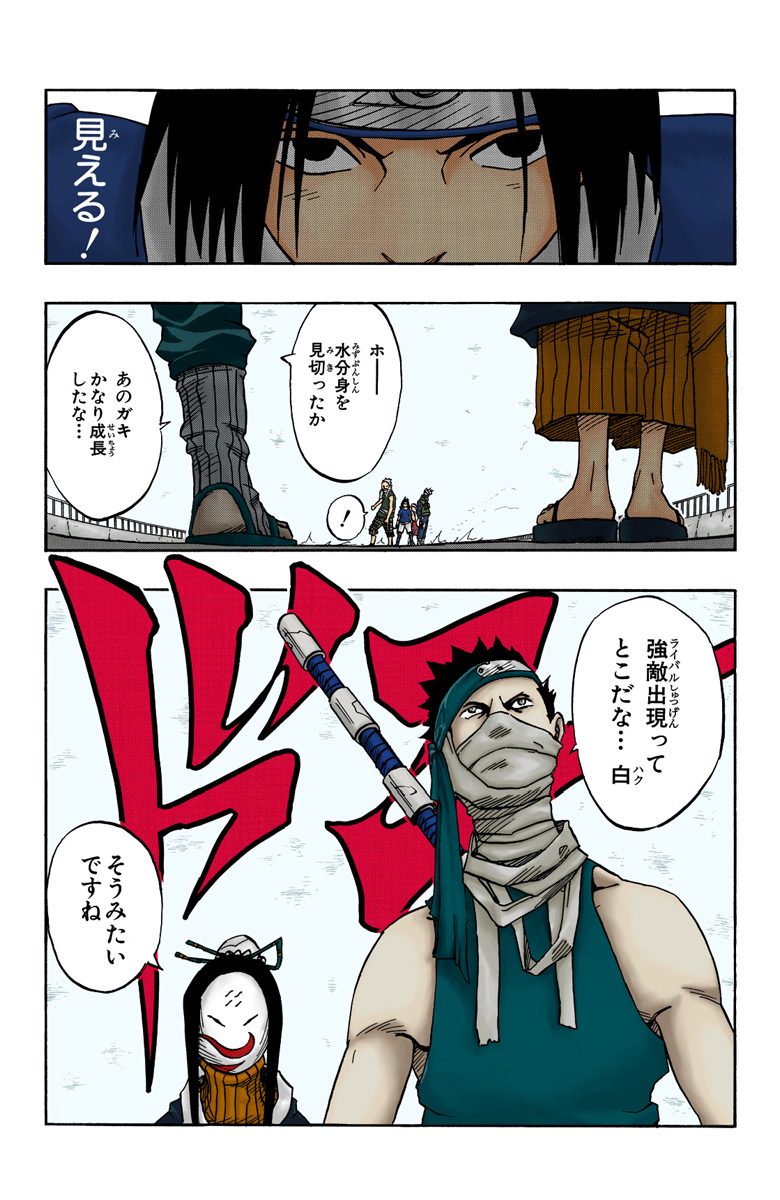 見える！
ホー
水分身を
見切ったか
あのガキ
かなり成長
したな…
！
強敵出現って
とこだな…
白
そうみたい
ですね
ドン